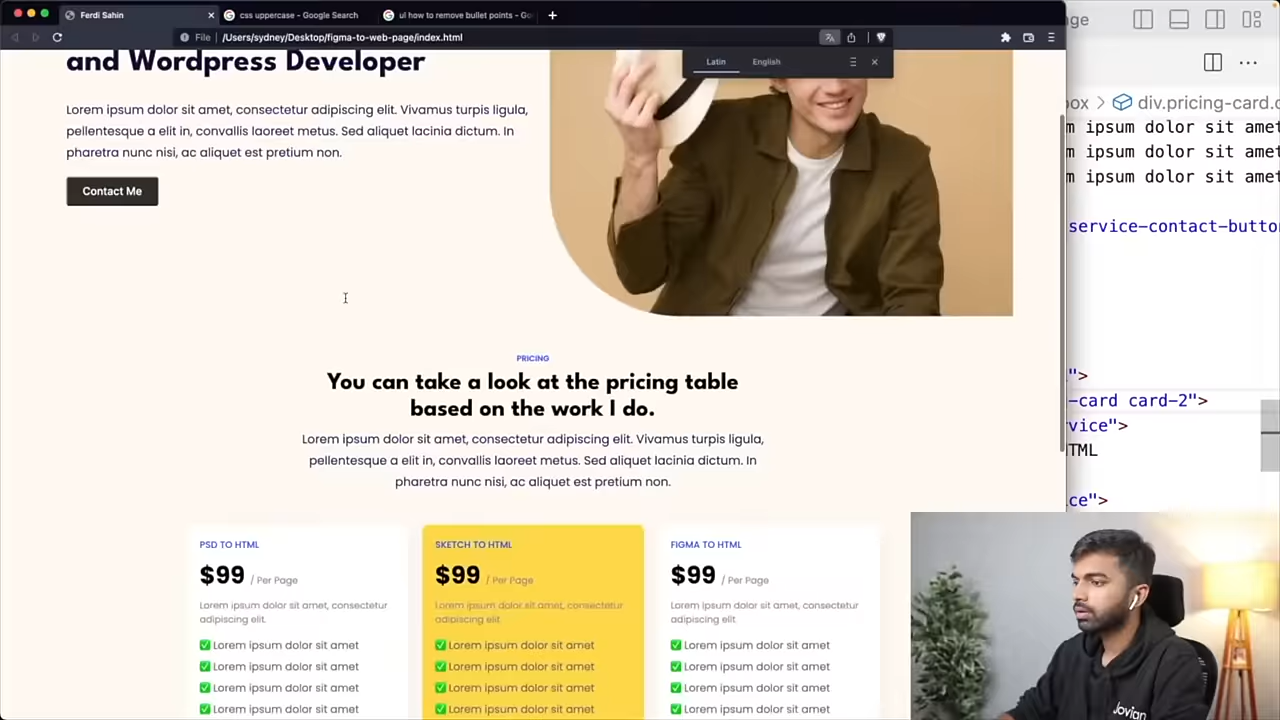 Ferdi Sahin
css uppercase - Google Search
ul how to remove bullet points - Go
File
/Users/sydney/Desktop/figma-to-web-page/index.html
Latin
English
and Wordpress Developer
Lorem ipsum dolor sit amet, consectetur adipiscing elit. Vivamus turpis ligula,
pellentesque a elit in, convallis laoreet metus. Sed aliquet lacinia dictum. In
pharetra nunc nisi, ac aliquet est pretium non.
Contact Me
PRICING
You can take a look at the pricing table
based on the work I do.
Lorem ipsum dolor sit amet, consectetur adipiscing elit. Vivamus turpis ligula,
pellentesque a elit in, convallis laoreet metus. Sed aliquet lacinia dictum. In
pharetra nunc nisi, ac aliquet est pretium non.
PSD TO HTML
$99 / Per Page
Lorem ipsum dolor sit amet, consectetur
adipiscing elit.
✅ Lorem ipsum dolor sit amet
✅ Lorem ipsum dolor sit amet
✅ Lorem ipsum dolor sit amet
✅ Lorem ipsum dolor sit amet
SKETCH TO HTML
$99 / Per Page
Lorem ipsum dolor sit amet, consectetur
adipiscing elit.
✅ Lorem ipsum dolor sit amet
✅ Lorem ipsum dolor sit amet
✅ Lorem ipsum dolor sit amet
✅ Lorem ipsum dolor sit amet
FIGMA TO HTML
$99 / Per Page
Lorem ipsum dolor sit amet, consectetur
adipiscing elit.
✅ Lorem ipsum dolor sit amet
✅ Lorem ipsum dolor sit amet
✅ Lorem ipsum dolor sit amet
✅ Lorem ipsum dolor sit amet
ge
ox > div.pricing-card.c
m ipsum dolor sit amet
m ipsum dolor sit amet
m ipsum dolor sit amet
service-contact-butto
">
-card card-2">
vice">
TML
ce">
Jovian